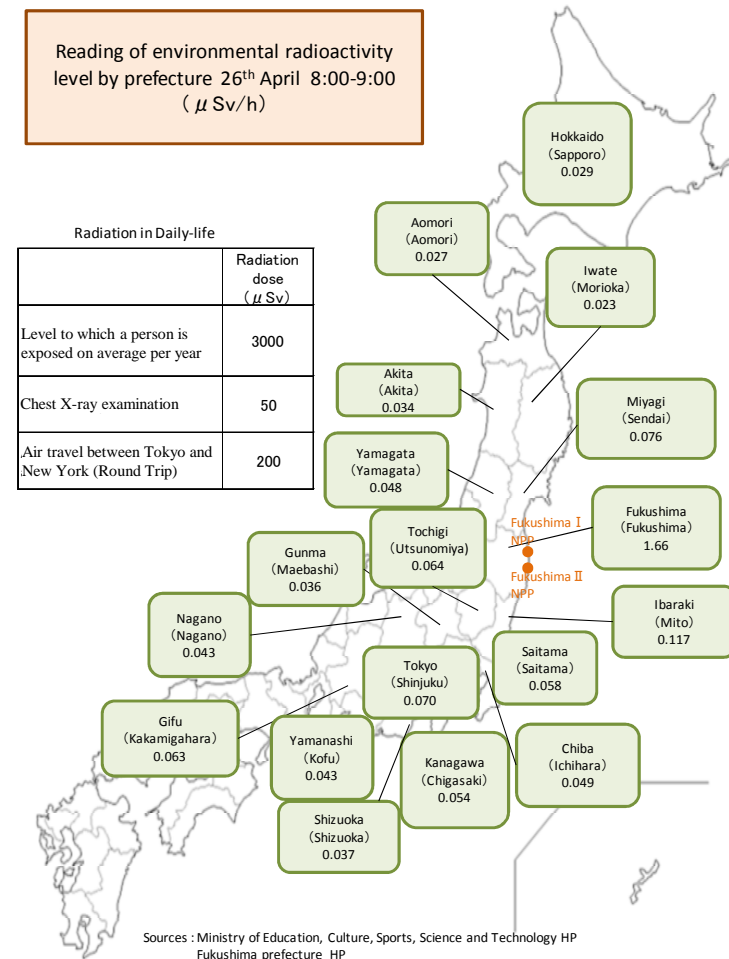 Reading of environmental radioactivity
level by prefecture 26th April 8:00-9:00
（μSv/h）
Hokkaido
（Sapporo）
0.029
Aomori
（Aomori）
0.027
Iwate
（Morioka）
0.023
Radiation in Daily-life
Radiation
dose
（μSv）
Level to which a person is
exposed on average per year
3000
Chest X-ray examination
50
Air travel between Tokyo and
New York (Round Trip)
200
Akita
（Akita）
0.034
Miyagi
（Sendai）
0.076
Yamagata
（Yamagata）
0.048
Fukushima
（Fukushima）
1.66
Fukushima Ⅰ
NPP
Fukushima Ⅱ
NPP
Tochigi
（Utsunomiya）
0.064
Gunma
（Maebashi）
0.036
Ibaraki
（Mito）
0.117
Nagano
（Nagano）
0.043
Saitama
（Saitama）
0.058
Tokyo
（Shinjuku）
0.070
Gifu
（Kakamigahara）
0.063
Yamanashi
（Kofu）
0.043
Kanagawa
（Chigasaki）
0.054
Chiba
（Ichihara）
0.049
Shizuoka
（Shizuoka）
0.037
Sources : Ministry of Education, Culture, Sports, Science and Technology HP
Fukushima prefecture HP